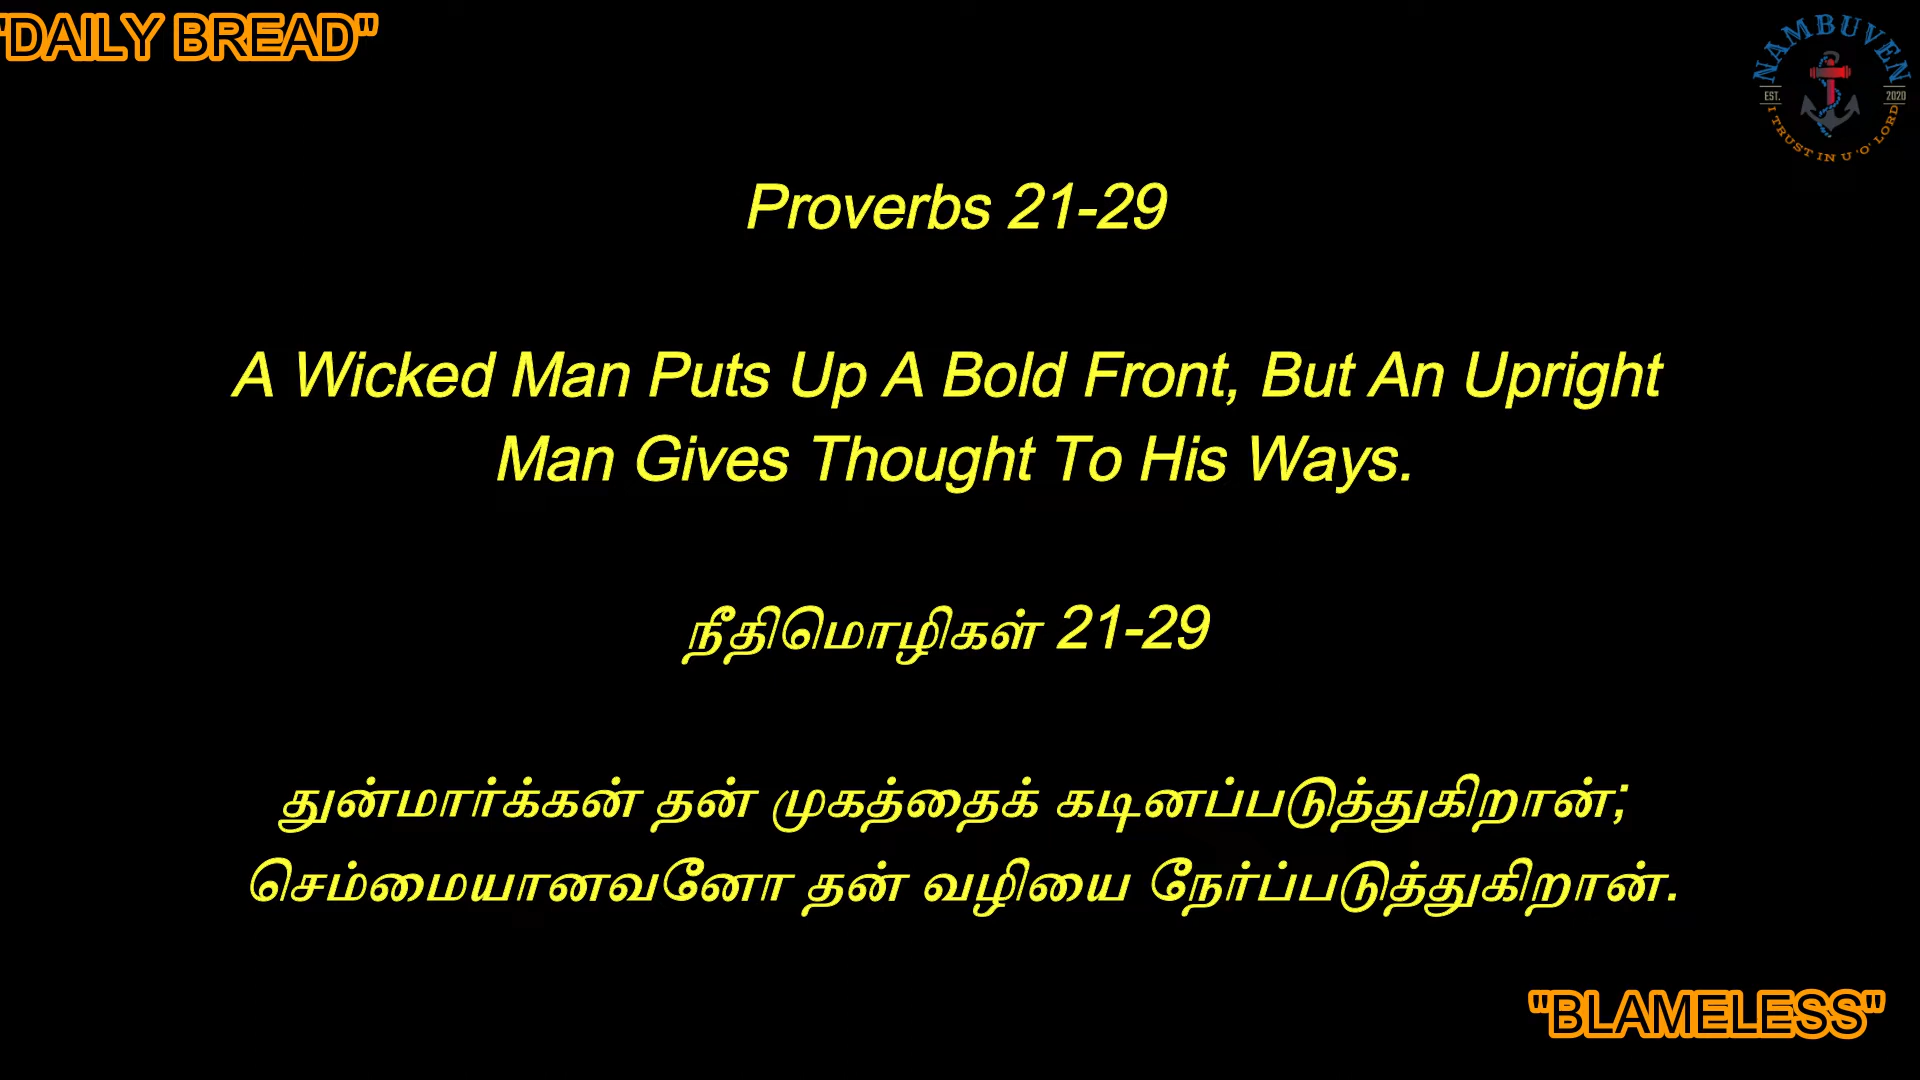 "DAILY BREAD"
NAMBUVEN
EST. 2020
I TRUST IN U 'O' LORD
Proverbs 21-29
A Wicked Man Puts Up A Bold Front, But An Upright
Man Gives Thought To His Ways.
நீதிமொழிகள் 21-29
துன்மார்க்கன் தன் முகத்தைக் கடினப்படுத்துகிறான்;
செம்மையானவனோ தன் வழியை நேர்ப்படுத்துகிறான்.
"BLAMELESS"